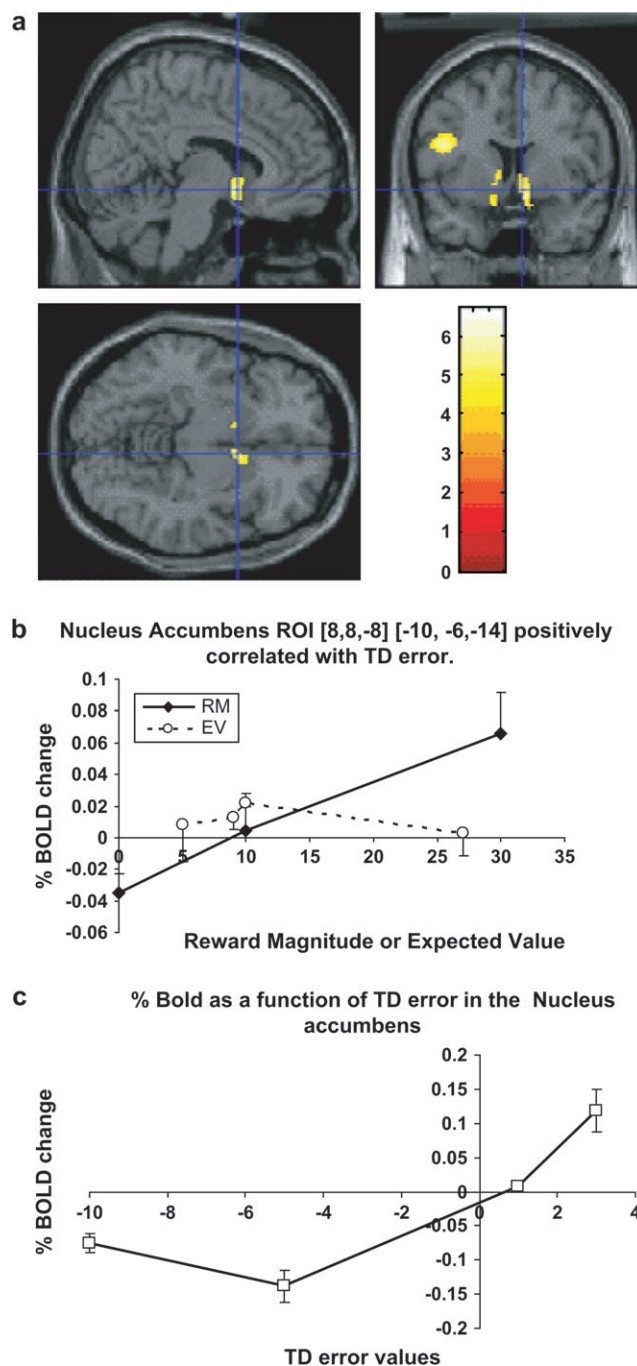 a
6
5
4
3
2
1
0
b
Nucleus Accumbens ROI [8,8,-8] [-10, -6,-14] positively
correlated with TD error.
0.1
0.08
0.06
0.04
0.02
0
-0.02
-0.04
-0.06
RM
EV
0 5 10 15 20 25 30 35
% BOLD change
Reward Magnitude or Expected Value
c
% Bold as a function of TD error in the Nucleus
accumbens
0.2
0.15
0.1
0.05
0
-0.05
-0.1
-0.15
-0.2
-10 -8 -6 -4 -2 0 2 4
% BOLD change
TD error values